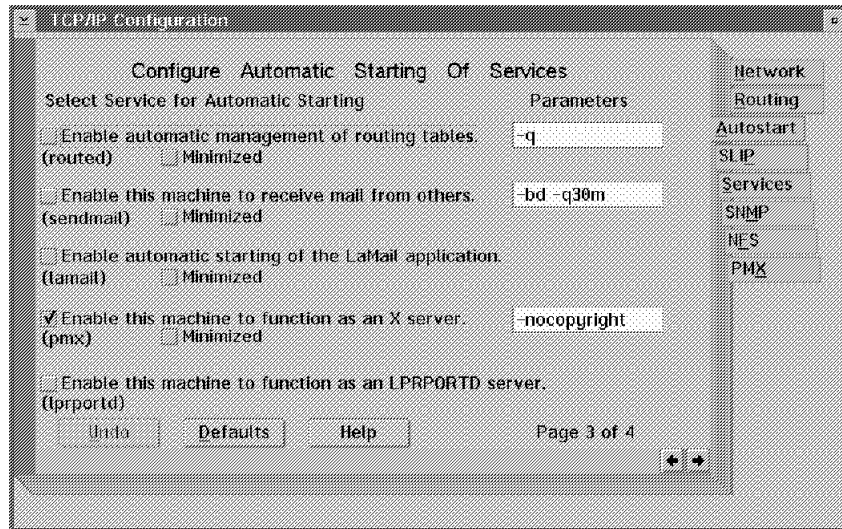 TCP/IP Configuration
Configure Automatic Starting Of Services
Select Service for Automatic Starting Parameters
Enable automatic management of routing tables. -q
(routed) Minimized
Enable this machine to receive mail from others. -bd -q30m
(sendmail) Minimized
Enable automatic starting of the LaMail application.
(lamail) Minimized
Enable this machine to function as an X server. -nocopyright
(pmx) Minimized
Enable this machine to function as an LPRPORTD server.
(lprportd)
Undo Defaults Help Page 3 of 4
Network
Routing
Autostart
SLIP
Services
SNMP
NFS
PMX